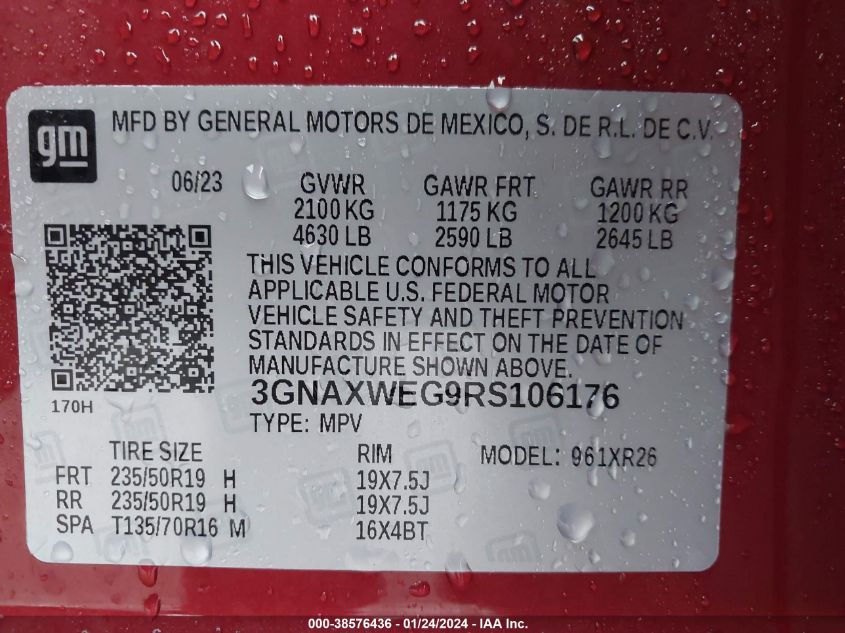 gm
MFD BY GENERAL MOTORS DE MEXICO, S. DE R.L. DE C.V.
06/23 GVWR GAWR FRT GAWR RR
2100 KG 1175 KG 1200 KG
4630 LB 2590 LB 2645 LB
THIS VEHICLE CONFORMS TO ALL
APPLICABLE U.S. FEDERAL MOTOR
VEHICLE SAFETY AND THEFT PREVENTION
STANDARDS IN EFFECT ON THE DATE OF
MANUFACTURE SHOWN ABOVE.
3GNAXWEG9RS106176
170H
TYPE: MPV
TIRE SIZE RIM MODEL: 961XR26
FRT 235/50R19 H 19X7.5J
RR 235/50R19 H 19X7.5J
SPA T135/70R16 M 16X4BT
000-38576436 - 01/24/2024 - IAA Inc.